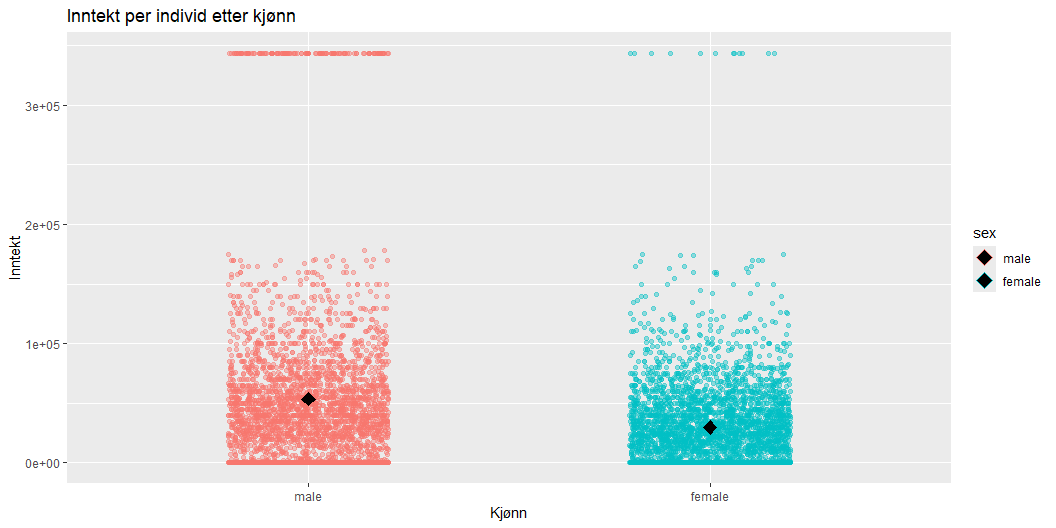 Inntekt per individ etter kjønn
3e+05
2e+05
1e+05
0e+00
Inntekt
male
female
Kjønn
sex
male
female